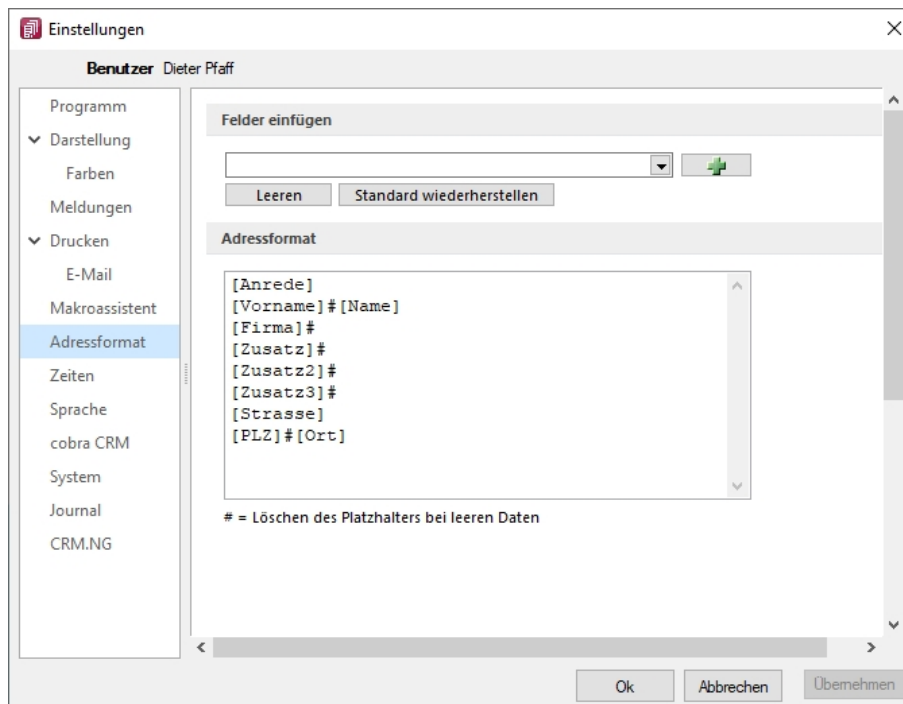 Einstellungen
Benutzer Dieter Pfaff
Programm
Darstellung
Farben
Meldungen
Drucken
E-Mail
Makroassistent
Adressformat
Zeiten
Sprache
cobra CRM
System
Journal
CRM.NG
Felder einfügen
Leeren Standard wiederherstellen
Adressformat
[Anrede]
[Vorname]#[Name]
[Firma]#
[Zusatz]#
[Zusatz2]#
[Zusatz3]#
[Strasse]
[PLZ]#[Ort]
# = Löschen des Platzhalters bei leeren Daten
Ok Abbrechen Übernehmen